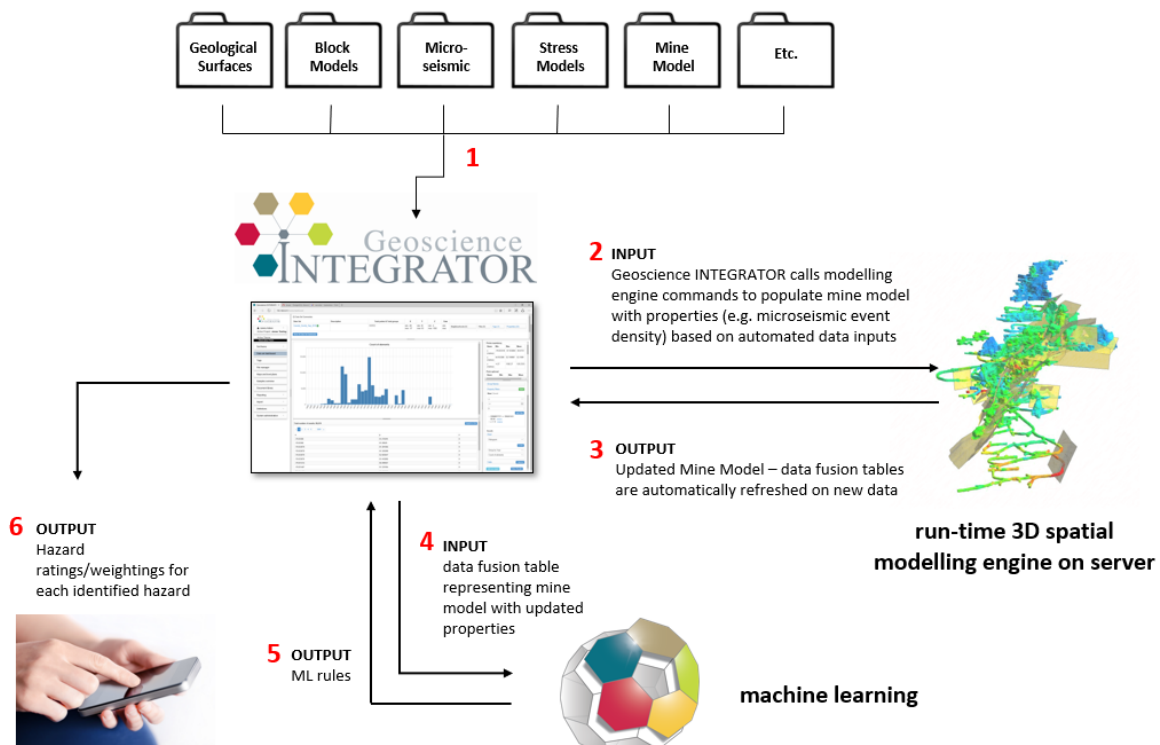 Geological
Surfaces
Block
Models
Micro-
seismic
Stress
Models
Mine
Model
Etc.
1
Geoscience
INTEGRATOR
2 INPUT
Geoscience INTEGRATOR calls modelling
engine commands to populate mine model
with properties (e.g. microseismic event
density) based on automated data inputs
3 OUTPUT
Updated Mine Model – data fusion tables
are automatically refreshed on new data
run-time 3D spatial
modelling engine on server
6 OUTPUT
Hazard
ratings/weightings for
each identified hazard
4 INPUT
data fusion table
representing mine
model with updated
properties
5 OUTPUT
ML rules
machine learning